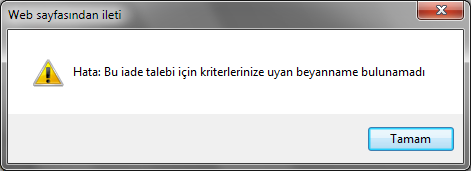 Web sayfasından ileti
Hata: Bu iade talebi için kriterlerinize uyan beyanname bulunamadı
Tamam